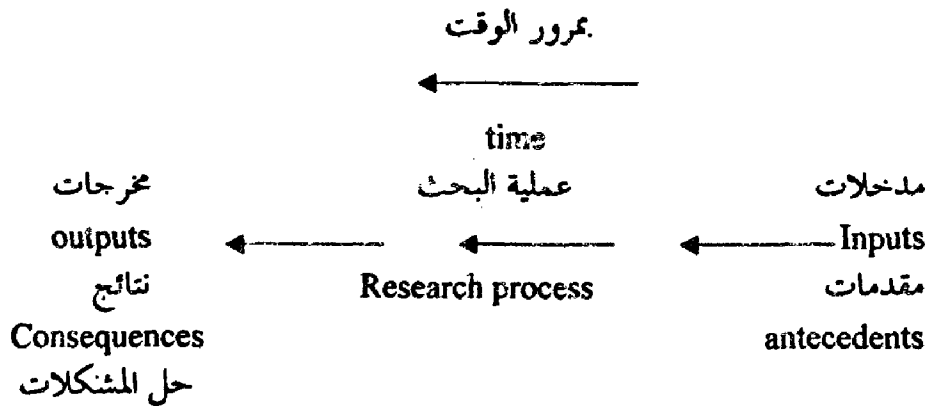 بمرور الوقت
time
مدخلات
Inputs
مقدمات
antecedents
عملية البحث
Research process
مخرجات
outputs
نتائج
Consequences
حل المشكلات